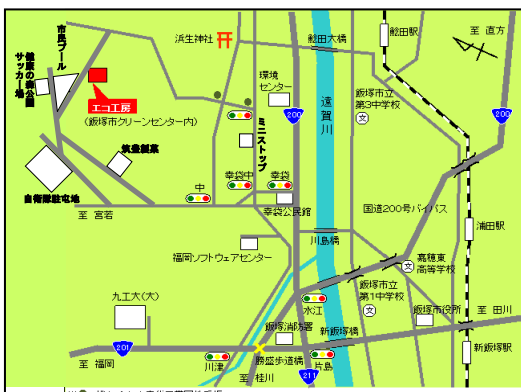 市民プール
健康の森公園
サッカー場
浜生神社
鯰田大橋
鯰田駅
至 直方
環境
センター
遠賀川
飯塚市立
第3中学校
文
200
200
エコ工房
(飯塚市クリーンセンター内)
ミニストップ
筑豊製薬
自衛隊駐屯地
中
幸袋中
幸袋
幸袋公民館
至 宮若
国道200号バイパス
浦田駅
川島橋
福岡ソフトウェアセンター
文
嘉穂東
高等学校
九工大(大)
水江
飯塚市立
第1中学校
文
飯塚市役所
至 田川
飯塚消防署
新飯塚橋
新飯塚駅
201
至 福岡
川津
勝盛歩道橋
片島
211
至 桂川